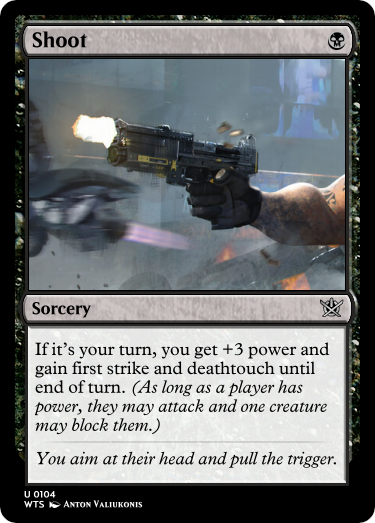 Shoot
Sorcery
If it's your turn, you get +3 power and
gain first strike and deathtouch until
end of turn. (As long as a player has
power, they may attack and one creature
may block them.)
You aim at their head and pull the trigger.
U 0104
WTS Anton Valiukonis